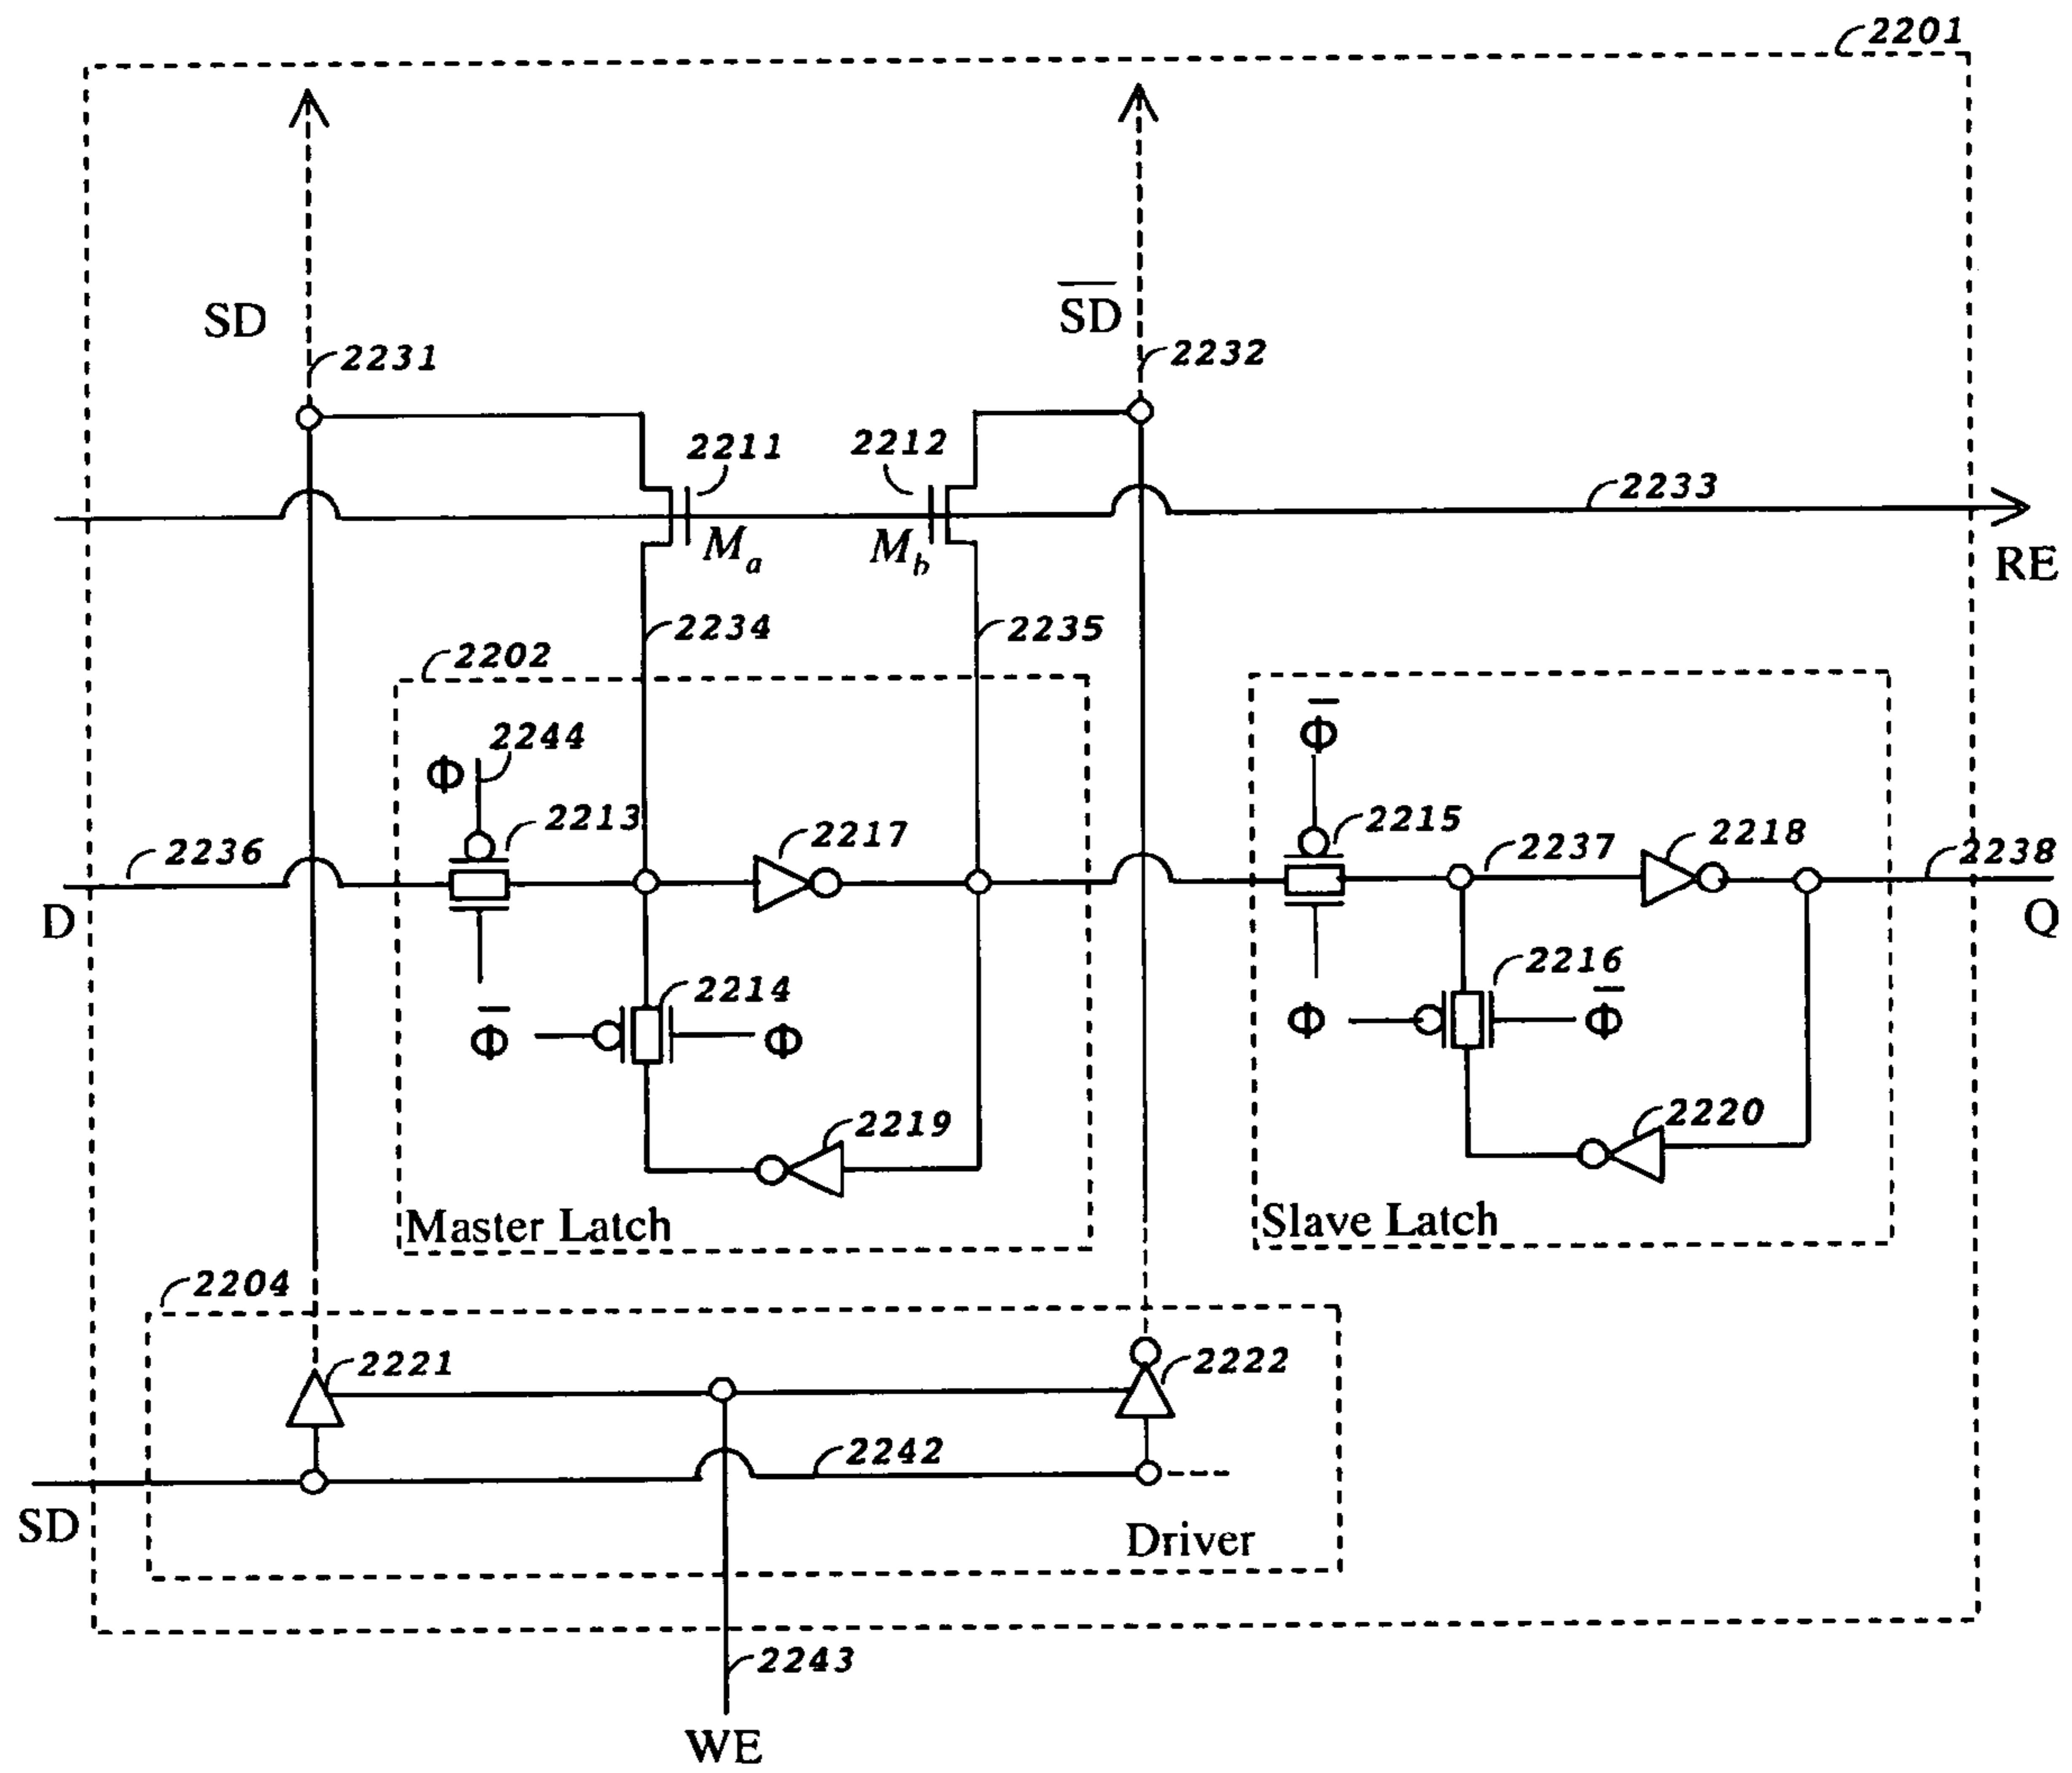 2201
SD
S̅D̅
2231
2232
2211
2212
2233
Ma
Mb
RE
2234
2235
2202
Φ
2244
Φ̅
2213
2217
2215
2237
2218
2236
2238
D
Q
2214
2216
Φ̅
Φ
Φ
Φ̅
2219
2220
Master Latch
Slave Latch
2204
2221
2222
2242
SD
Driver
2243
WE